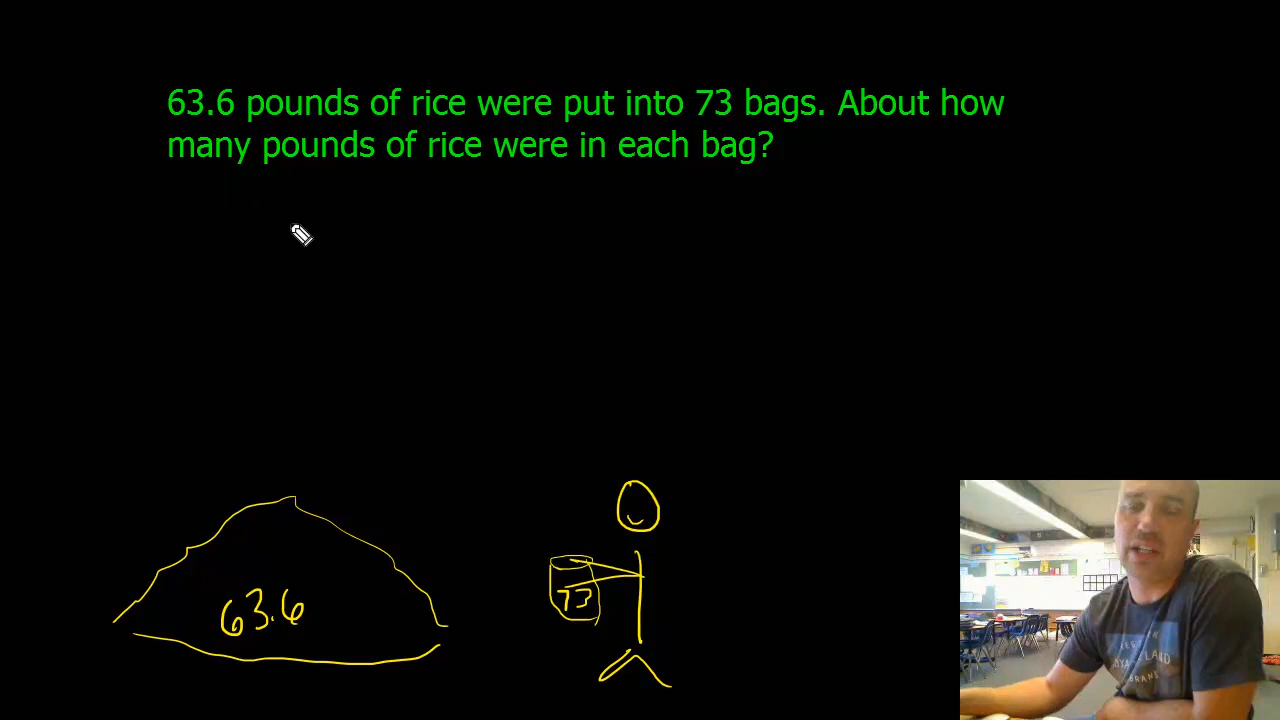 63.6 pounds of rice were put into 73 bags. About how
many pounds of rice were in each bag?
63.6
73